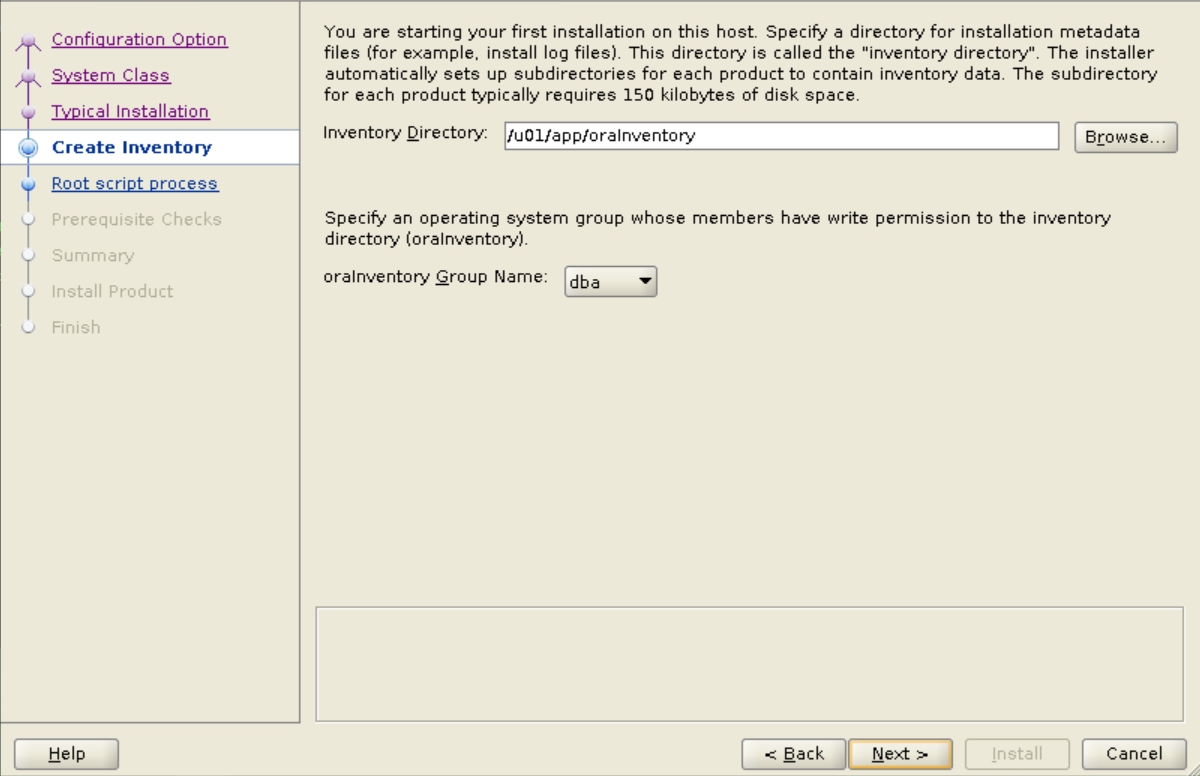 Configuration Option
System Class
Typical Installation
Create Inventory
Root script process
Prerequisite Checks
Summary
Install Product
Finish
You are starting your first installation on this host. Specify a directory for installation metadata
files (for example, install log files). This directory is called the "inventory directory". The installer
automatically sets up subdirectories for each product to contain inventory data. The subdirectory
for each product typically requires 150 kilobytes of disk space.
Inventory Directory: /u01/app/oraInventory Browse...
Specify an operating system group whose members have write permission to the inventory
directory (oraInventory).
oraInventory Group Name: dba
Help < Back Next > Install Cancel